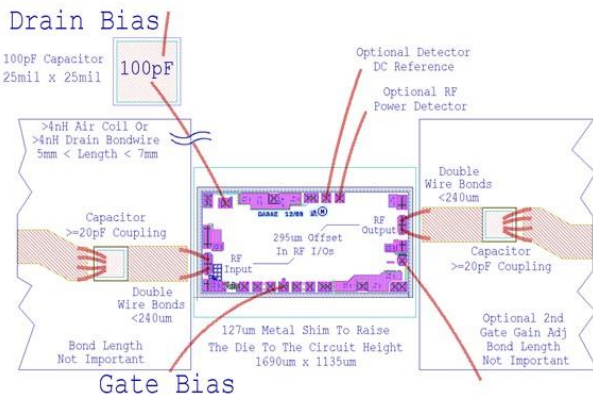 Drain Bias
100pF Capacitor
25mil x 25mil
100pF
Optional Detector
DC Reference
Optional RF
Power Detector
>4nH Air Coil Or
>4nH Drain Bondwire
5mm < Length < 7mm
Double
Wire Bonds
<240um
Capacitor
>=20pF Coupling
RF
Output
295um Offset
In RF I/Os
RF
Input
Capacitor
>=20pF Coupling
Double
Wire Bonds
<240um
127um Metal Shim To Raise
The Die To The Circuit Height
1690um x 1135um
Optional 2nd
Gate Gain Adj
Bond Length
Not Important
Bond Length
Not Important
Gate Bias